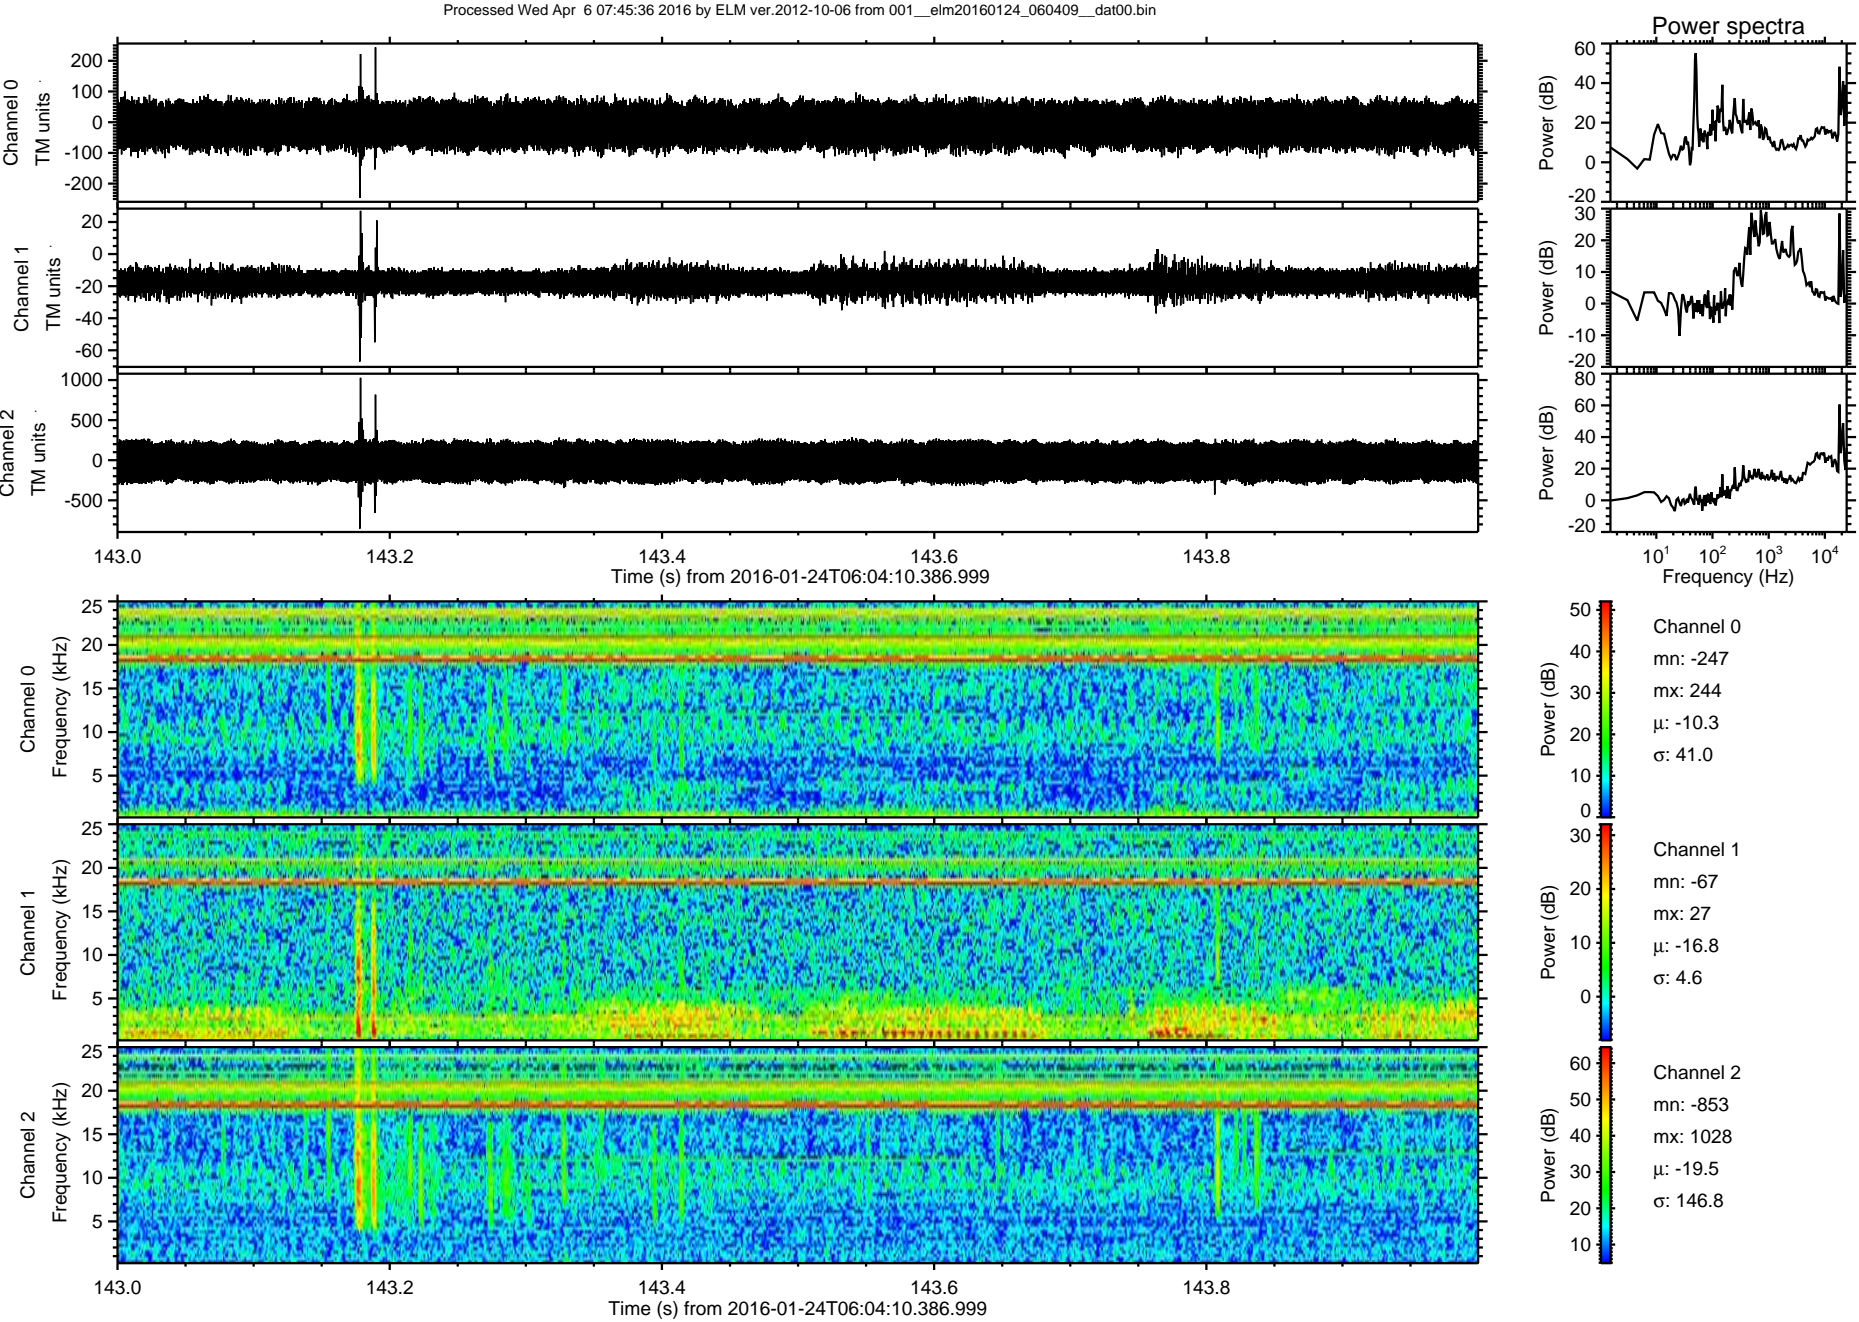 Processed Wed Apr  6 07:45:36 2016 by ELM ver.2012-10-06 from 001__elm20160124_060409__dat00.bin
Power spectra
Channel 0
TM units
200
100
0
-100
-200
Power (dB)
60
40
20
0
-20
Channel 1
TM units
20
0
-20
-40
-60
Power (dB)
30
20
10
0
-10
-20
Channel 2
TM units
1000
500
0
-500
Power (dB)
80
60
40
20
0
-20
143.0 143.2 143.4 143.6 143.8
Time (s) from 2016-01-24T06:04:10.386.999
10^1 10^2 10^3 10^4
Frequency (Hz)
Channel 0
Frequency (kHz)
25
20
15
10
5
Power (dB)
50
40
30
20
10
0
Channel 0
mn: -247
mx: 244
μ: -10.3
σ: 41.0
Channel 1
Frequency (kHz)
25
20
15
10
5
Power (dB)
30
20
10
0
Channel 1
mn: -67
mx: 27
μ: -16.8
σ: 4.6
Channel 2
Frequency (kHz)
25
20
15
10
5
Power (dB)
60
50
40
30
20
10
Channel 2
mn: -853
mx: 1028
μ: -19.5
σ: 146.8
143.0 143.2 143.4 143.6 143.8
Time (s) from 2016-01-24T06:04:10.386.999